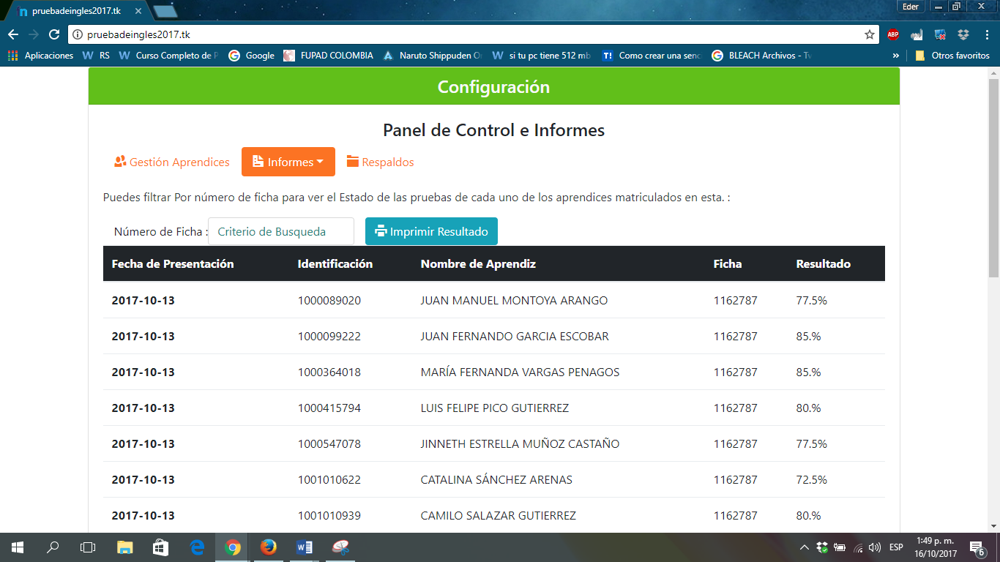 pruebadeingles2017.tk
Eder
pruebadeingles2017.tk
ABP
Aplicaciones RS Curso Completo de P Google FUPAD COLOMBIA Naruto Shippuden O si tu pc tiene 512 mb T! Como crear una senc BLEACH Archivos - Tv » Otros favoritos
Configuración
Panel de Control e Informes
Gestión Aprendices Informes Respaldos
Puedes filtrar Por número de ficha para ver el Estado de las pruebas de cada uno de los aprendices matriculados en esta. :
Número de Ficha : Criterio de Busqueda Imprimir Resultado
Fecha de Presentación Identificación Nombre de Aprendiz Ficha Resultado
2017-10-13 1000089020 JUAN MANUEL MONTOYA ARANGO 1162787 77.5%
2017-10-13 1000099222 JUAN FERNANDO GARCIA ESCOBAR 1162787 85.%
2017-10-13 1000364018 MARÍA FERNANDA VARGAS PENAGOS 1162787 85.%
2017-10-13 1000415794 LUIS FELIPE PICO GUTIERREZ 1162787 80.%
2017-10-13 1000547078 JINNETH ESTRELLA MUÑOZ CASTAÑO 1162787 77.5%
2017-10-13 1001010622 CATALINA SÁNCHEZ ARENAS 1162787 72.5%
2017-10-13 1001010939 CAMILO SALAZAR GUTIERREZ 1162787 80.%
ESP 1:49 p. m.
16/10/2017 6